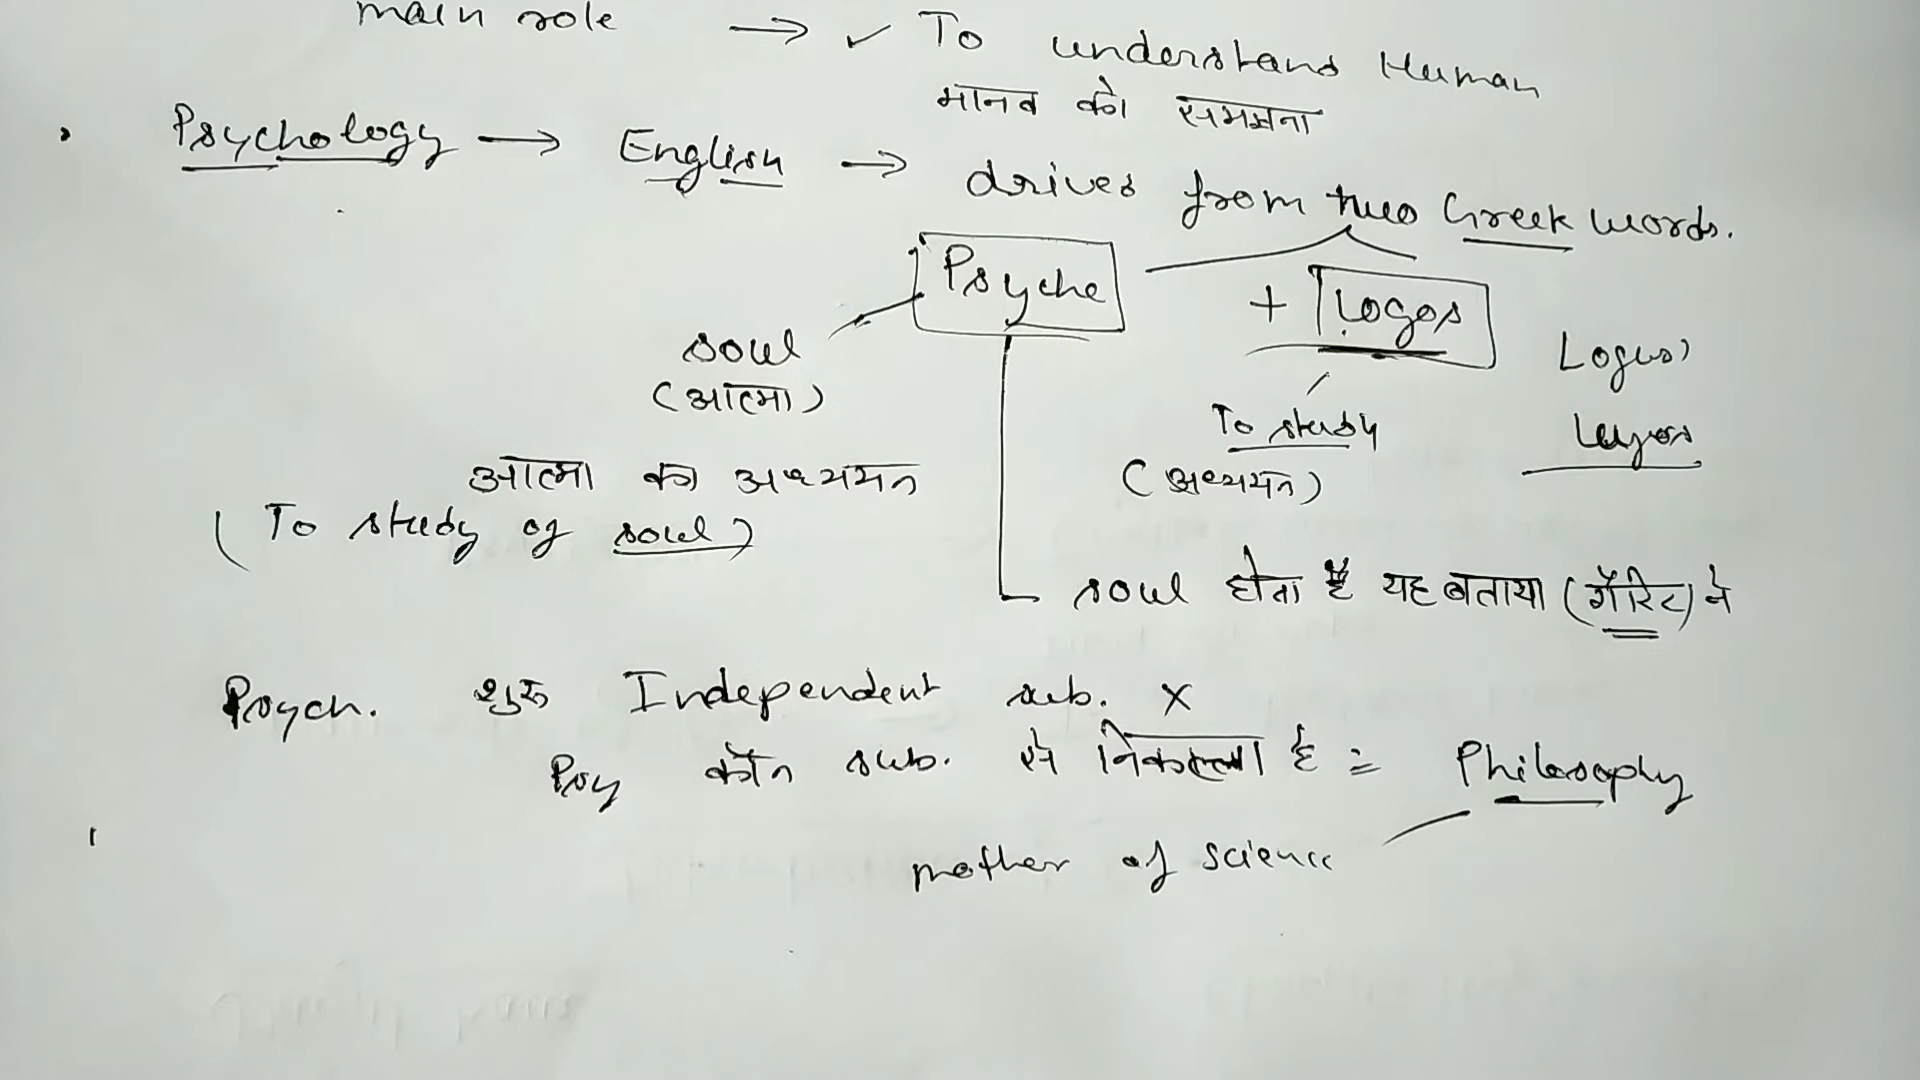 main role → ✓ To understand Human
मानव को समझना
Psychology → English → drives from two Greek words.
Psyche + Logos
soul
(आत्मा)
Logus)
To study
(अध्ययन)
आत्मा का अध्ययन
(To study of soul)
soul होता है यह बताया (गैरिट) ने
Psych. शुरु Independent sub. X
Psy कौन sub. से निकला है = Philosophy
mother of science